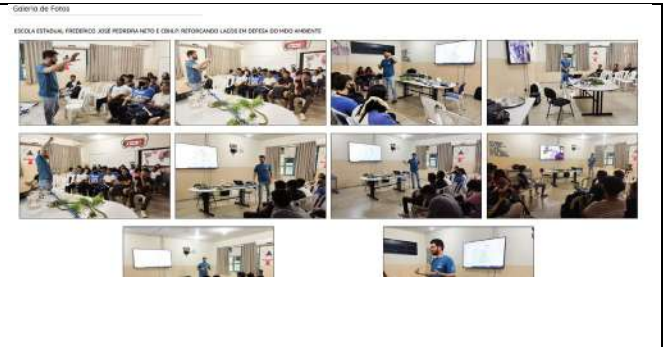 Galeria de Fotos
ESCOLA ESTADUAL FREDERICO JOSÉ PEDREIRA NETO E CBHLP: REFORÇANDO LAÇOS EM DEFESA DO MEIO AMBIENTE